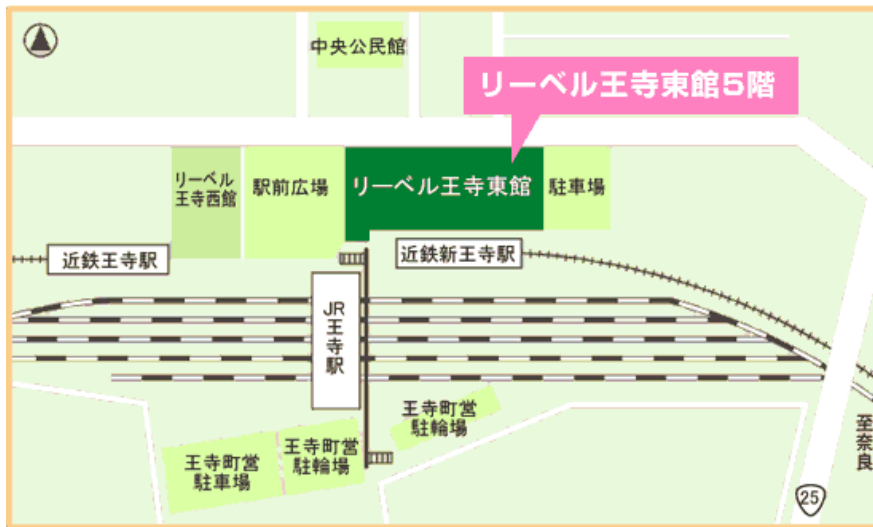 中央公民館
リーベル王寺東館5階
リーベル
王寺西館
駅前広場
リーベル王寺東館
駐車場
近鉄王寺駅
近鉄新王寺駅
JR王寺駅
王寺町営
駐輪場
王寺町営
駐輪場
王寺町営
駐車場
至奈良
25